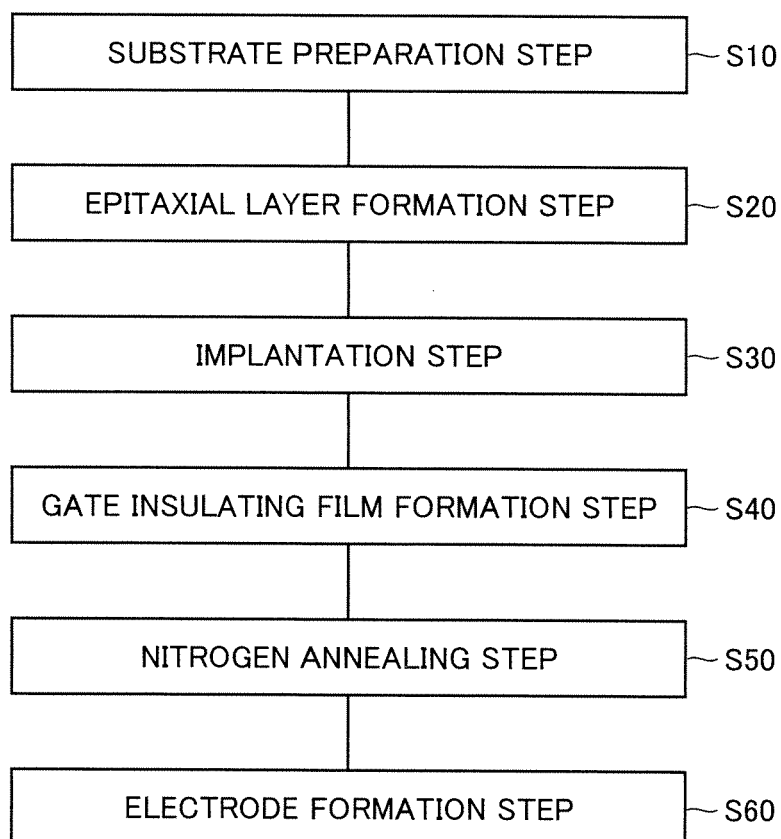 SUBSTRATE PREPARATION STEP S10
EPITAXIAL LAYER FORMATION STEP S20
IMPLANTATION STEP S30
GATE INSULATING FILM FORMATION STEP S40
NITROGEN ANNEALING STEP S50
ELECTRODE FORMATION STEP S60